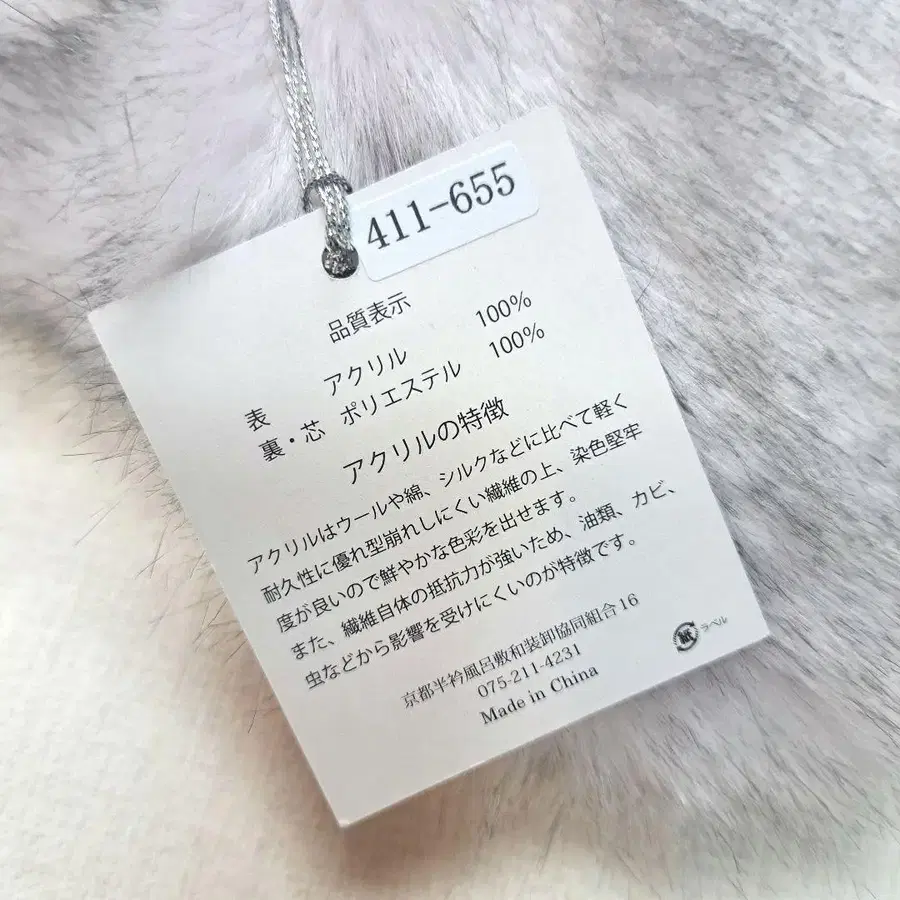 411-655
品質表示
表 アクリル 100%
裏・芯 ポリエステル 100%
アクリルの特徴
アクリルはウールや綿、シルクなどに比べて軽く
耐久性に優れ型崩れしにくい繊維の上、染色堅牢
度が良いので鮮やかな色彩を出せます。
また、繊維自体の抵抗力が強いため、油類、カビ、
虫などから影響を受けにくいのが特徴です。
京都半衿風呂敷和装卸協同組合16
075-211-4231
Made in China
紙 ラベル